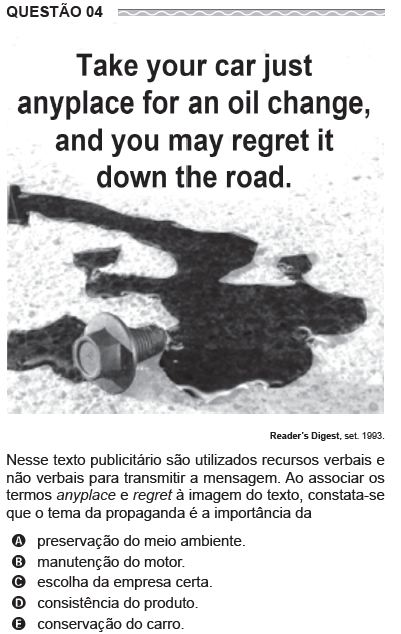 QUESTÃO 04
Take your car just
anyplace for an oil change,
and you may regret it
down the road.
Reader's Digest, set. 1993.
Nesse texto publicitário são utilizados recursos verbais e
não verbais para transmitir a mensagem. Ao associar os
termos anyplace e regret à imagem do texto, constata-se
que o tema da propaganda é a importância da
A preservação do meio ambiente.
B manutenção do motor.
C escolha da empresa certa.
D consistência do produto.
E conservação do carro.